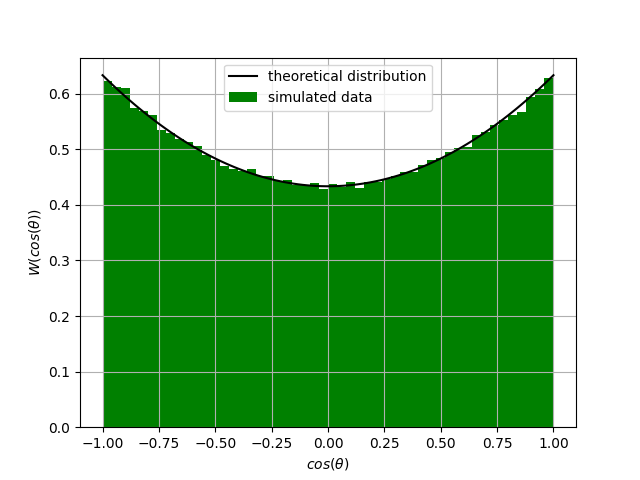 theoretical distribution
simulated data
W(cos(θ))
0.6
0.5
0.4
0.3
0.2
0.1
0.0
−1.00 −0.75 −0.50 −0.25 0.00 0.25 0.50 0.75 1.00
cos(θ)